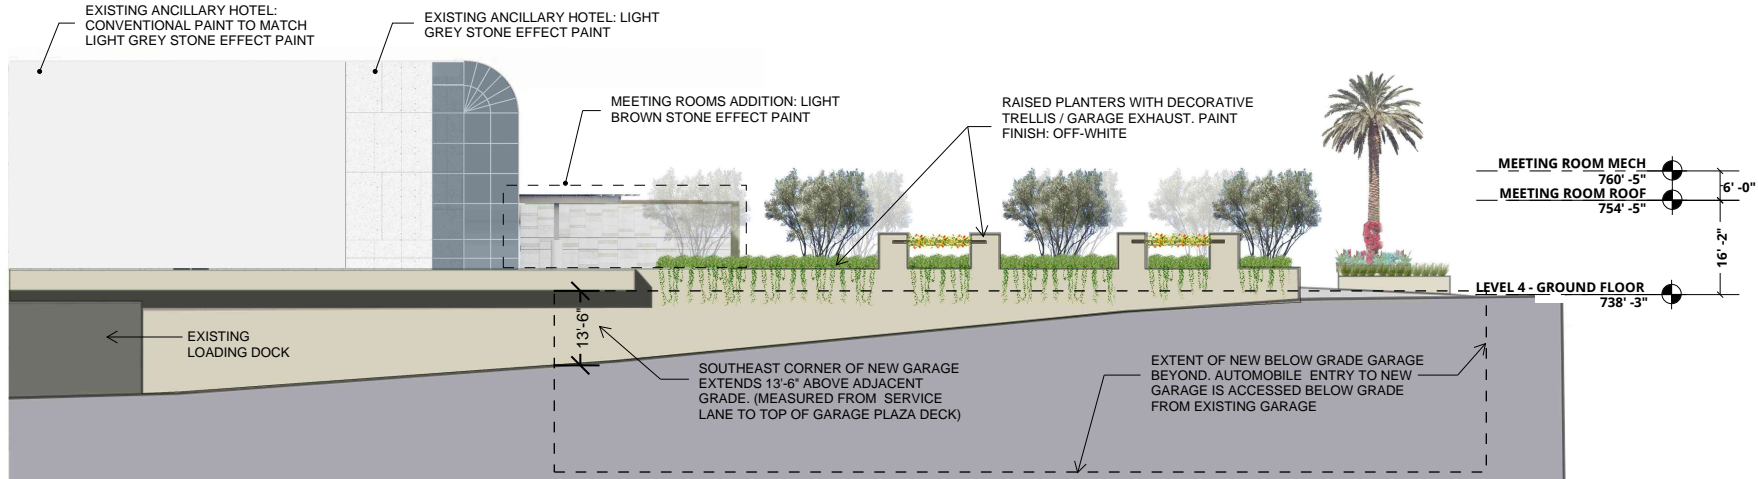 EXISTING ANCILLARY HOTEL:
CONVENTIONAL PAINT TO MATCH
LIGHT GREY STONE EFFECT PAINT
EXISTING ANCILLARY HOTEL: LIGHT
GREY STONE EFFECT PAINT
MEETING ROOMS ADDITION: LIGHT
BROWN STONE EFFECT PAINT
RAISED PLANTERS WITH DECORATIVE
TRELLIS / GARAGE EXHAUST. PAINT
FINISH: OFF-WHITE
MEETING ROOM MECH
760' -5"
6' -0"
MEETING ROOM ROOF
754' -5"
16' -2"
LEVEL 4 - GROUND FLOOR
738' -3"
EXISTING
LOADING DOCK
13'-6"
SOUTHEAST CORNER OF NEW GARAGE
EXTENDS 13'-6" ABOVE ADJACENT
GRADE. (MEASURED FROM SERVICE
LANE TO TOP OF GARAGE PLAZA DECK)
EXTENT OF NEW BELOW GRADE GARAGE
BEYOND. AUTOMOBILE ENTRY TO NEW
GARAGE IS ACCESSED BELOW GRADE
FROM EXISTING GARAGE